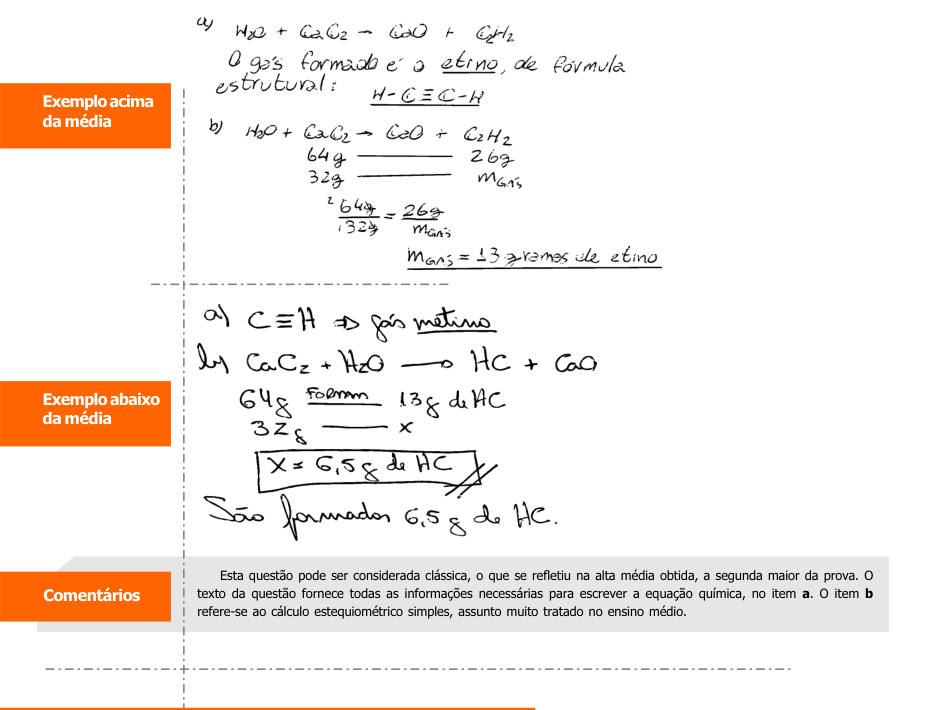 a) H₂O + CaC₂ → CaO + C₂H₂
O gás formado é o etino, de fórmula
estrutural: H-C≡C-H
Exemplo acima
da média
b) H₂O + CaC₂ → CaO + C₂H₂
64g —— 26g
32g —— mGÁS
² 64g / 132g = 26g / mGÁS
mGÁS = 13 gramas de etino
a) C≡H ⇒ gás metino
b) CaC₂ + H₂O → HC + CaO
Exemplo abaixo
da média
64g Formam 13g de HC
32g —— x
X = 6,5g de HC
São formados 6,5g de HC.
Comentários
Esta questão pode ser considerada clássica, o que se refletiu na alta média obtida, a segunda maior da prova. O
texto da questão fornece todas as informações necessárias para escrever a equação química, no item a. O item b
refere-se ao cálculo estequiométrico simples, assunto muito tratado no ensino médio.